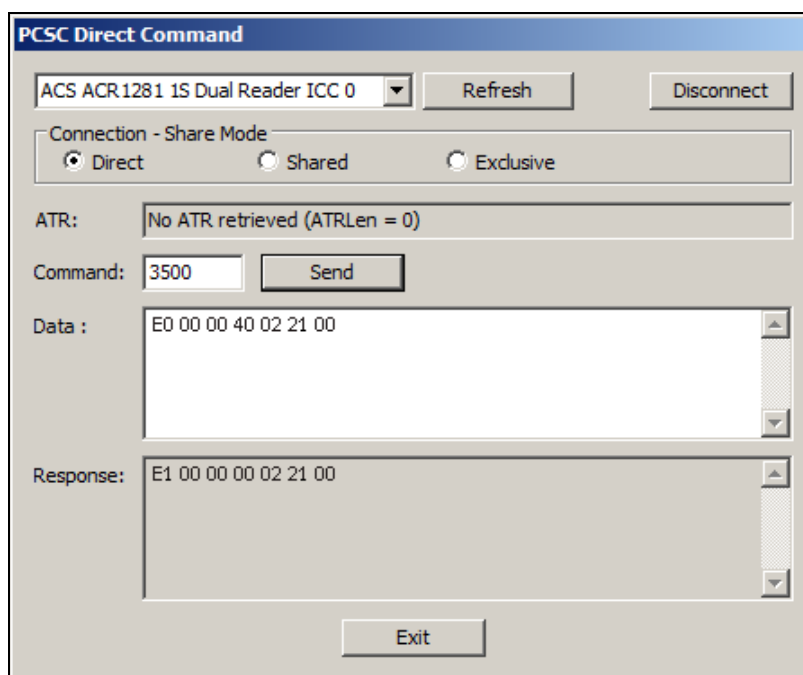 PCSC Direct Command
ACS ACR1281 1S Dual Reader ICC 0 Refresh Disconnect
Connection - Share Mode
Direct Shared Exclusive
ATR: No ATR retrieved (ATRLen = 0)
Command: 3500 Send
Data : E0 00 00 40 02 21 00
Response: E1 00 00 00 02 21 00
Exit